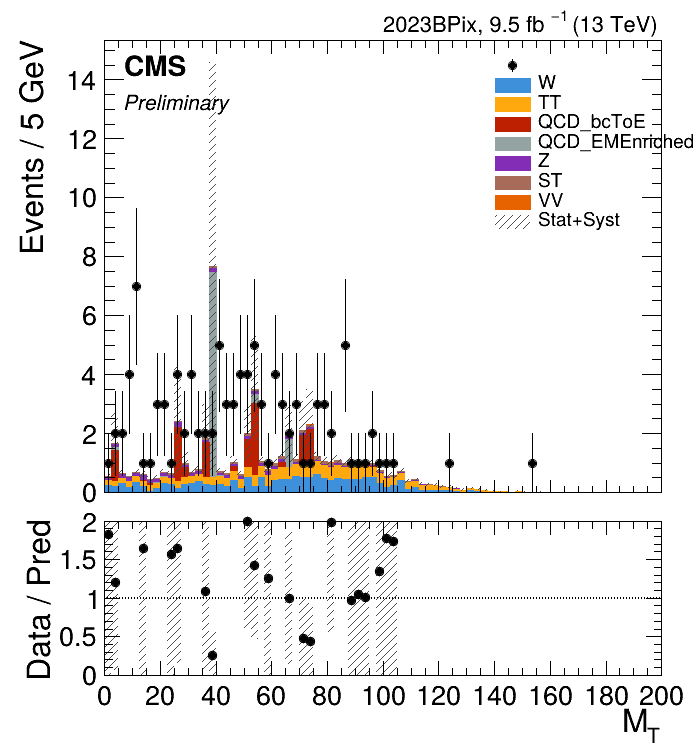 2023BPix, 9.5 fb⁻¹ (13 TeV)
Events / 5 GeV
CMS
Preliminary
W
TT
QCD_bcToE
QCD_EMEnriched
Z
ST
VV
Stat+Syst
14
12
10
8
6
4
2
0
Data / Pred
2
1.5
1
0.5
0
0 20 40 60 80 100 120 140 160 180 200
M_T